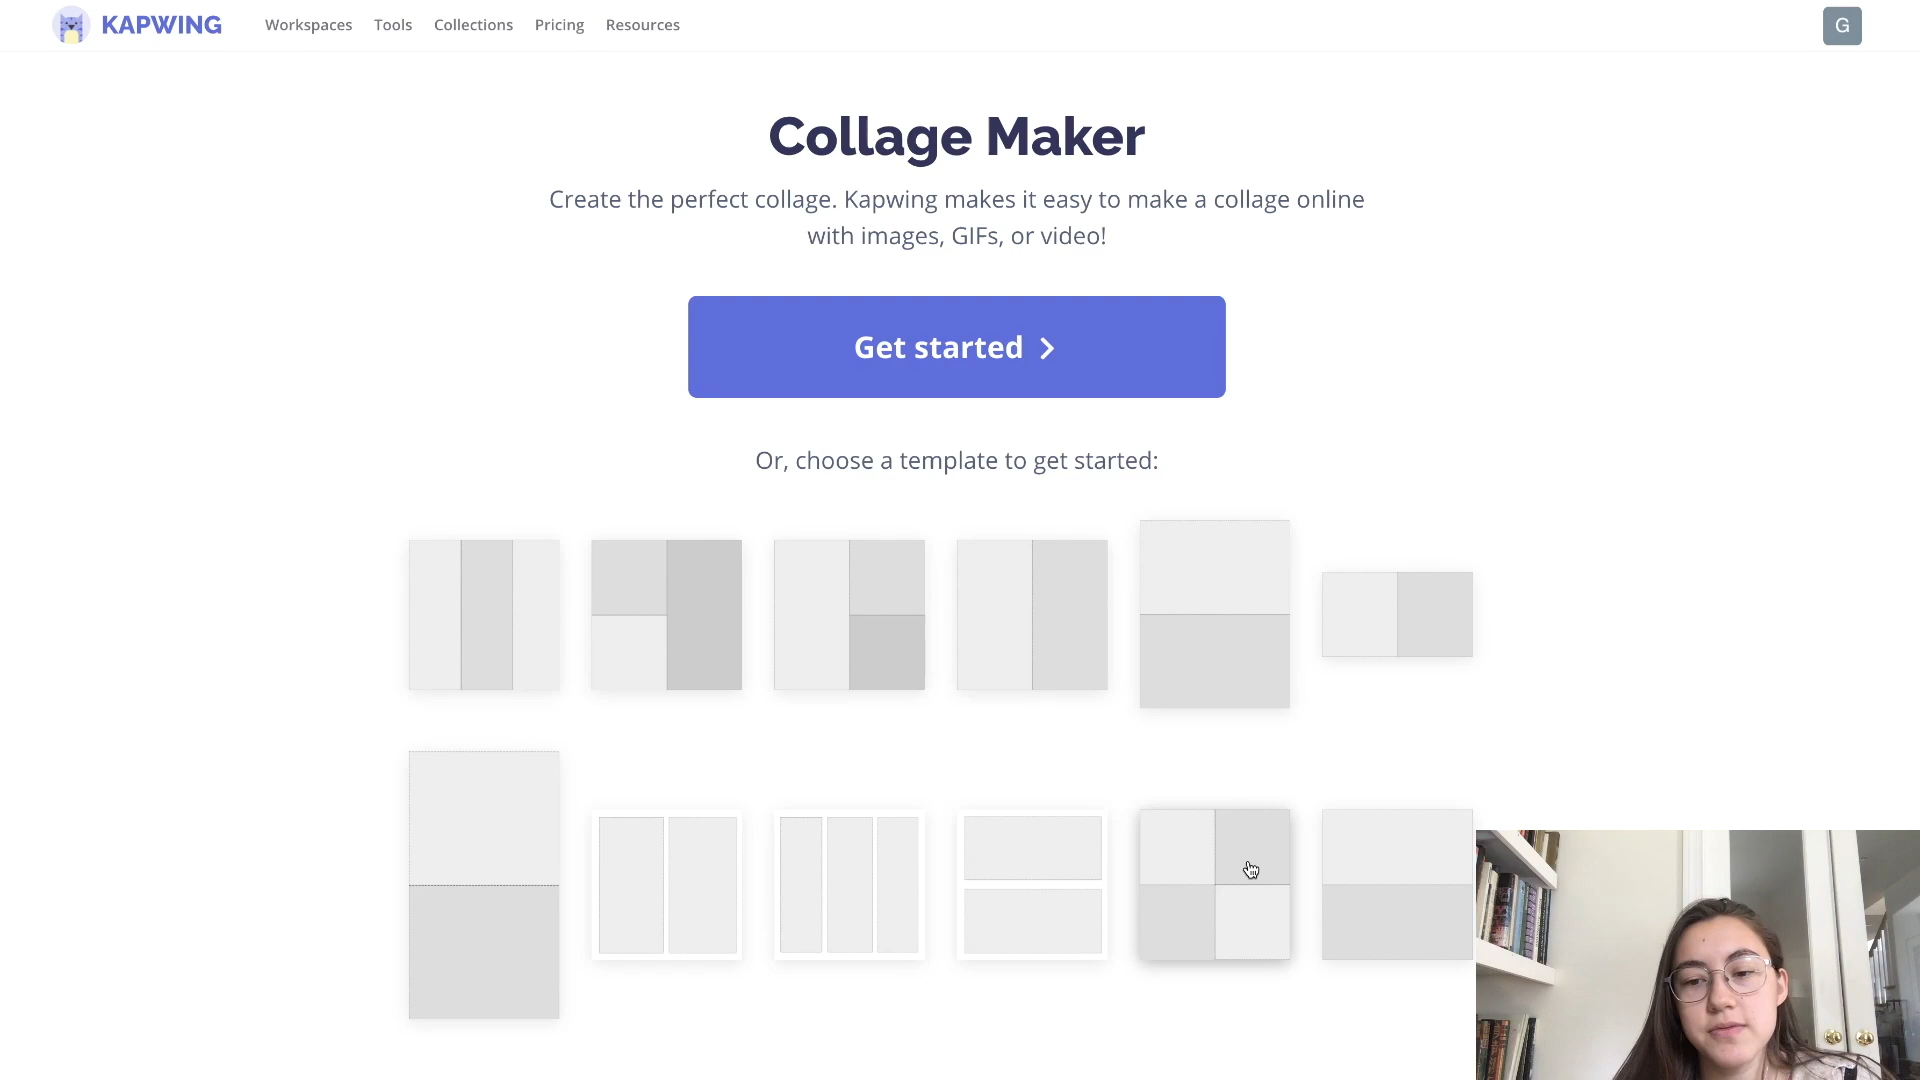 KAPWING
Workspaces Tools Collections Pricing Resources
G
Collage Maker
Create the perfect collage. Kapwing makes it easy to make a collage online
with images, GIFs, or video!
Get started
Or, choose a template to get started: